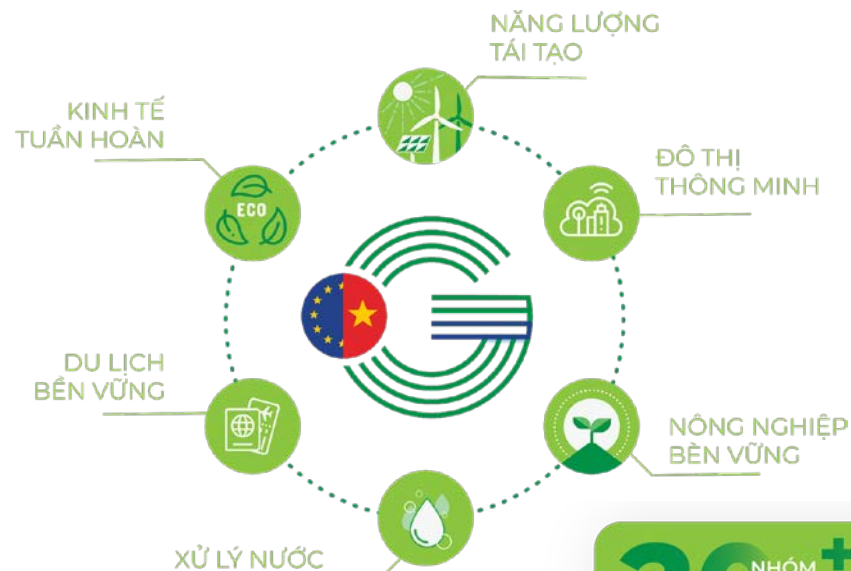 NĂNG LƯỢNG
TÁI TẠO
KINH TẾ
TUẦN HOÀN
ECO
ĐÔ THỊ
THÔNG MINH
DU LỊCH
BỀN VỮNG
NÔNG NGHIỆP
BÈN VỮNG
XỬ LÝ NƯỚC
NHÓM